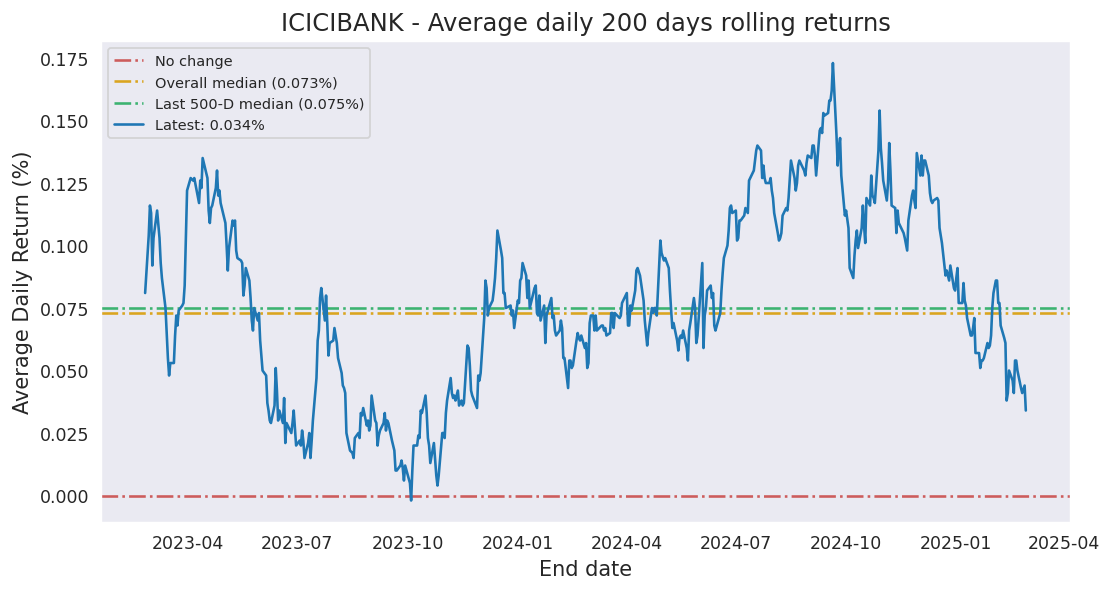 ICICIBANK - Average daily 200 days rolling returns
No change
Overall median (0.073%)
Last 500-D median (0.075%)
Latest: 0.034%
Average Daily Return (%)
0.175
0.150
0.125
0.100
0.075
0.050
0.025
0.000
2023-04 2023-07 2023-10 2024-01 2024-04 2024-07 2024-10 2025-01 2025-04
End date